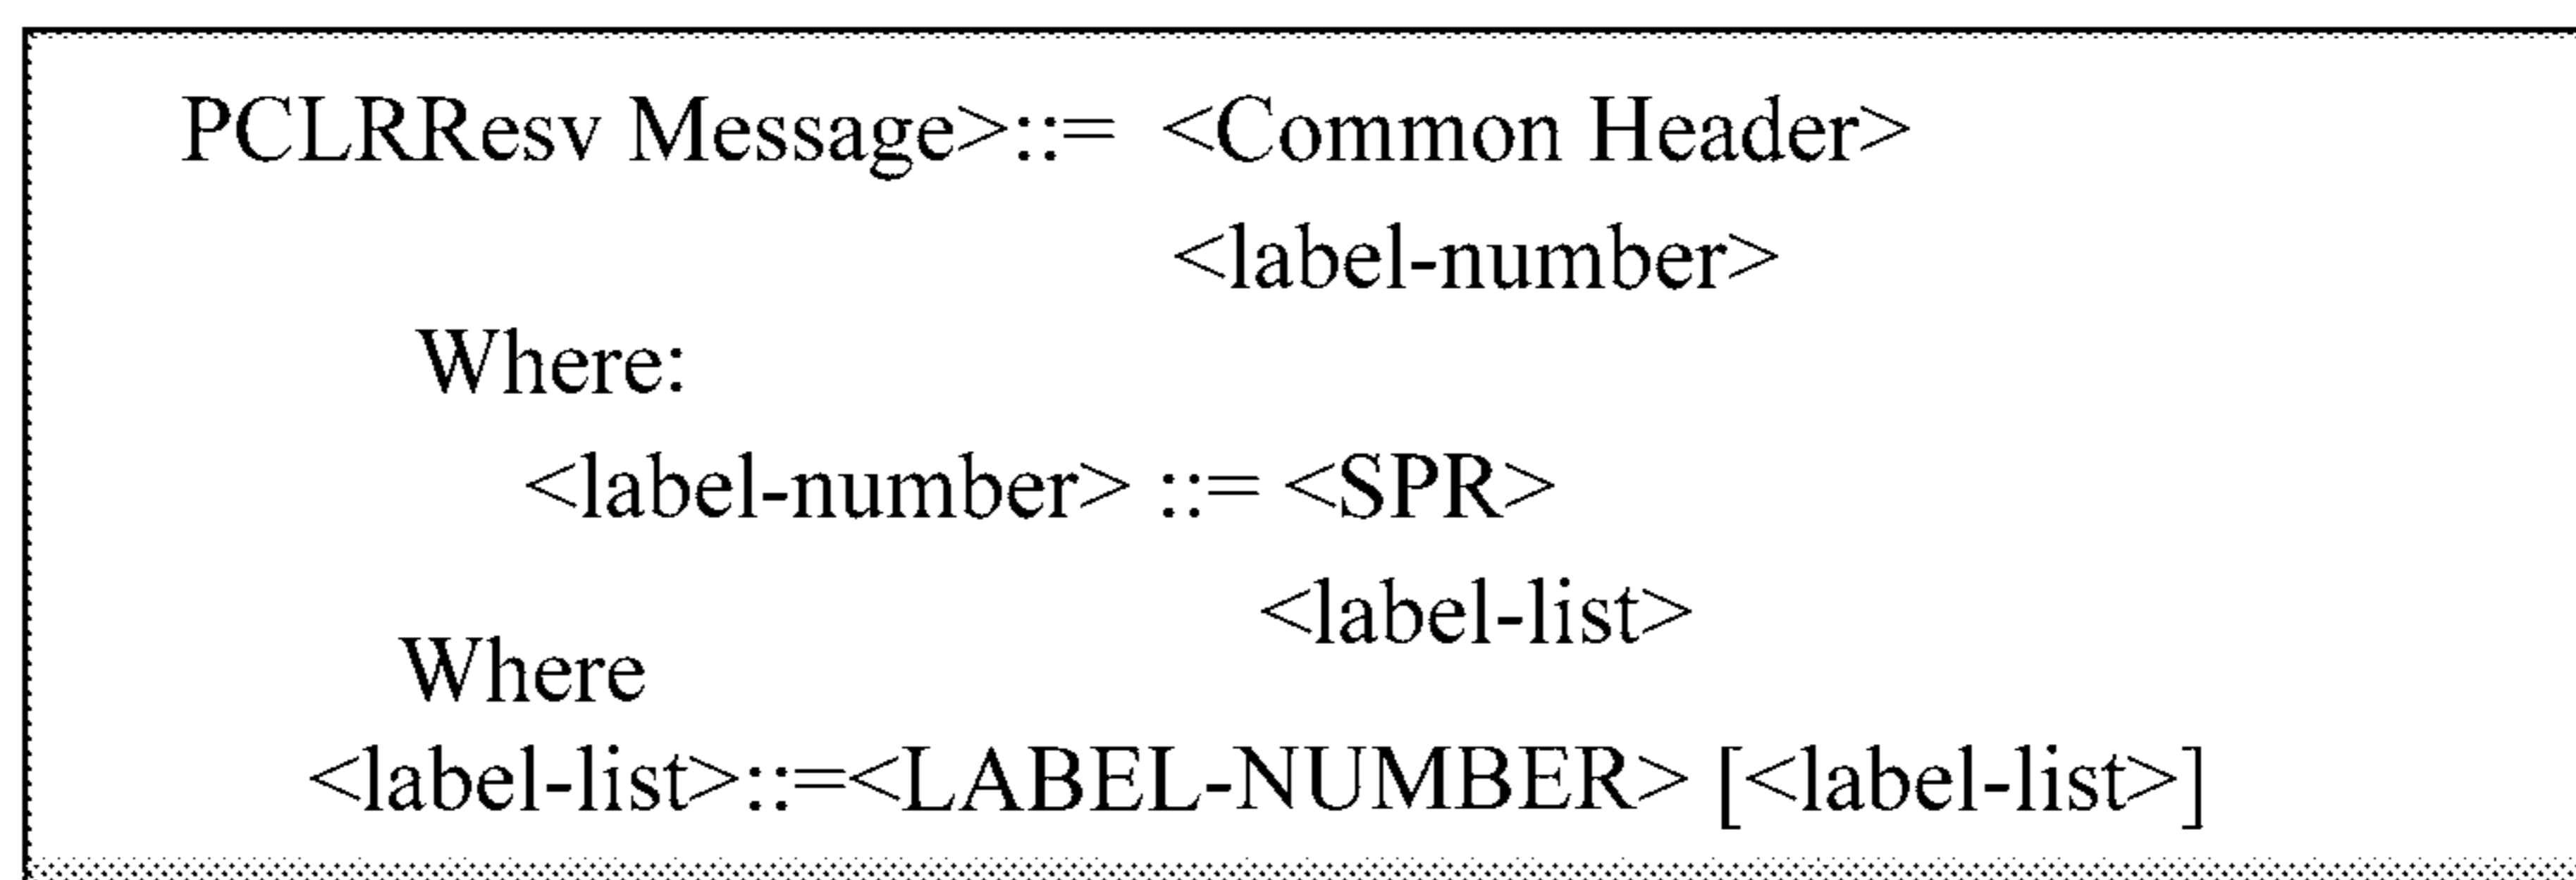 PCLRResv Message>::= <Common Header>
<label-number>
Where:
<label-number> ::= <SPR>
<label-list>
Where
<label-list>::=<LABEL-NUMBER> [<label-list>]